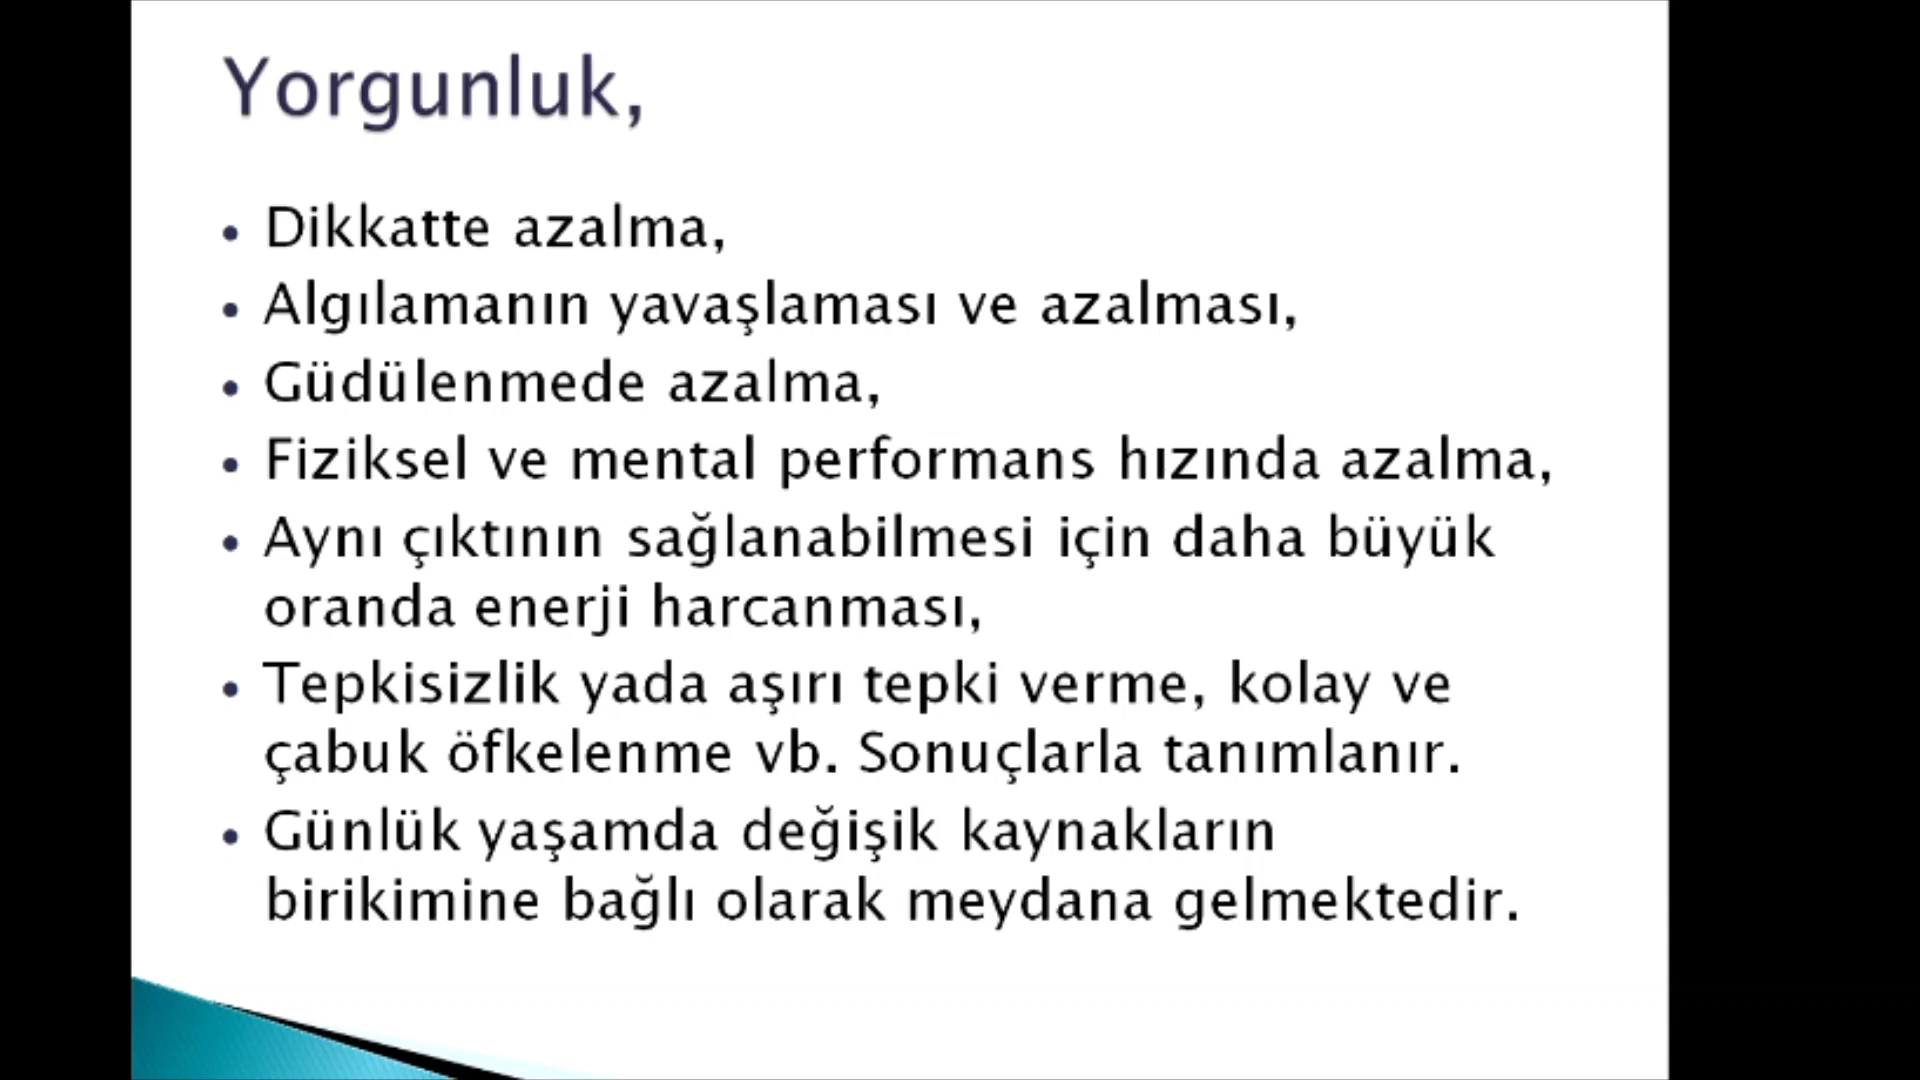 Yorgunluk,
• Dikkatte azalma,
• Algılamanın yavaşlaması ve azalması,
• Güdülenmede azalma,
• Fiziksel ve mental performans hızında azalma,
• Aynı çıktının sağlanabilmesi için daha büyük
oranda enerji harcanması,
• Tepkisizlik yada aşırı tepki verme, kolay ve
çabuk öfkelenme vb. Sonuçlarla tanımlanır.
• Günlük yaşamda değişik kaynakların
birikimine bağlı olarak meydana gelmektedir.